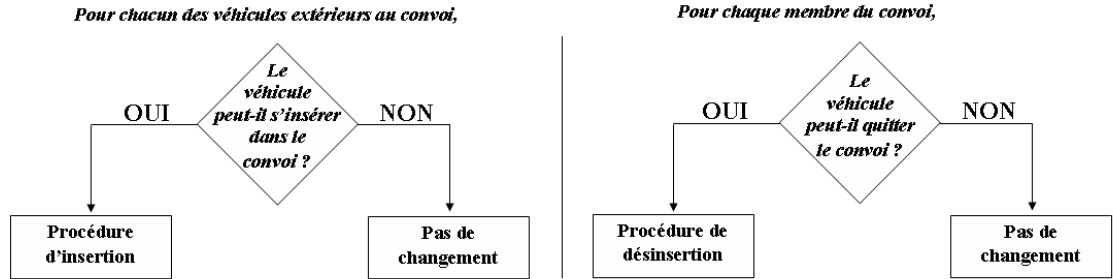 Pour chacun des véhicules extérieurs au convoi,
Le
véhicule
peut-il s'insérer
dans le
convoi ?
OUI
NON
Procédure
d'insertion
Pas de
changement
Pour chaque membre du convoi,
Le
véhicule
peut-il quitter
le convoi ?
OUI
NON
Procédure de
désinsertion
Pas de
changement